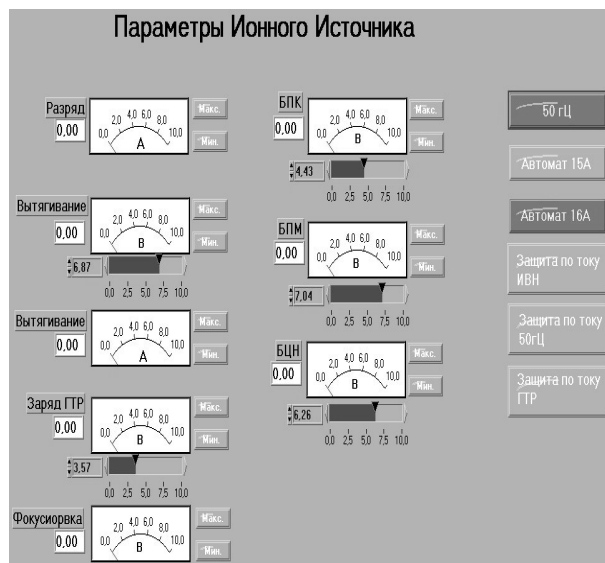 Параметры Ионного Источника
Разряд
0,00
0,0 2,0 4,0 6,0 8,0 10,0
А
Макс.
Мин.
Вытягивание
0,00
0,0 2,0 4,0 6,0 8,0 10,0
В
Макс.
Мин.
6,87
0,0 2,5 5,0 7,5 10,0
Вытягивание
0,00
0,0 2,0 4,0 6,0 8,0 10,0
А
Макс.
Мин.
Заряд ГТР
0,00
0,0 2,0 4,0 6,0 8,0 10,0
В
Макс.
Мин.
3,57
0,0 2,5 5,0 7,5 10,0
Фокусиорвка
0,00
0,0 2,0 4,0 6,0 8,0 10,0
В
Макс.
Мин.
БПК
0,00
0,0 2,0 4,0 6,0 8,0 10,0
В
Макс.
Мин.
4,43
0,0 2,5 5,0 7,5 10,0
БПМ
0,00
0,0 2,0 4,0 6,0 8,0 10,0
В
Макс.
Мин.
7,04
0,0 2,5 5,0 7,5 10,0
БЦН
0,00
0,0 2,0 4,0 6,0 8,0 10,0
В
Макс.
Мин.
6,26
0,0 2,5 5,0 7,5 10,0
50 гЦ
Автомат 15А
Автомат 16А
Защита по току
ИВН
Защита по току
50гЦ
Защита по току
ГТР